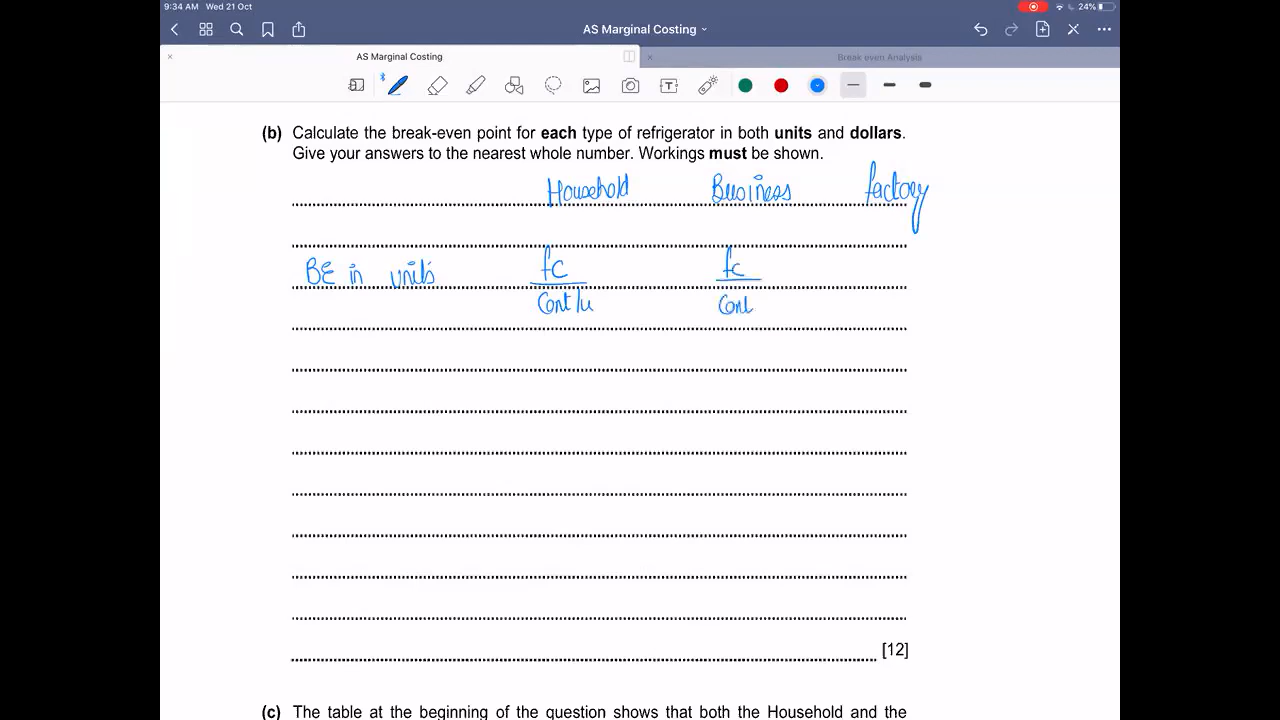 9:34 AM Wed 21 Oct
24%
AS Marginal Costing
AS Marginal Costing
Break even Analysis
(b) Calculate the break-even point for each type of refrigerator in both units and dollars.
Give your answers to the nearest whole number. Workings must be shown.
Household Business factory
BE in units fc fc
Cont/u Cont
[12]
(c) The table at the beginning of the question shows that both the Household and the